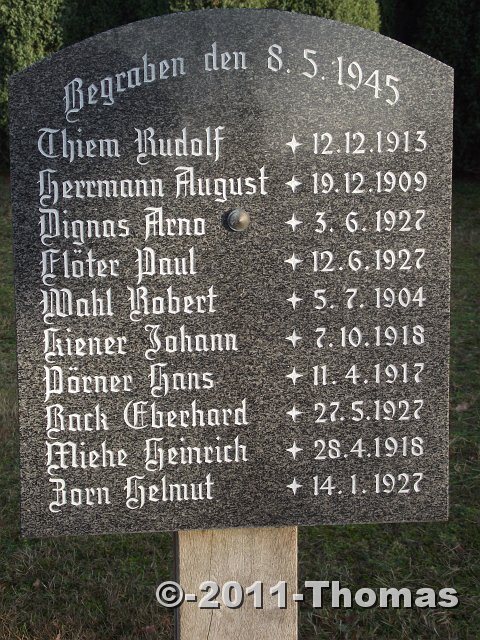 Begraben den 8.5.1945
Thiem Rudolf ✦ 12.12.1913
Herrmann August ✦ 19.12.1909
Dignas Arno ✦ 3. 6. 1927
Flöter Paul ✦ 12.6.1927
Wahl Robert ✦ 5. 7. 1904
Kiener Johann ✦ 7.10.1918
Dörner Hans ✦ 11. 4. 1917
Back Eberhard ✦ 27.5.1927
Miehe Heinrich ✦ 28.4.1918
Zorn Helmut ✦ 14. 1. 1927
©-2011-Thomas